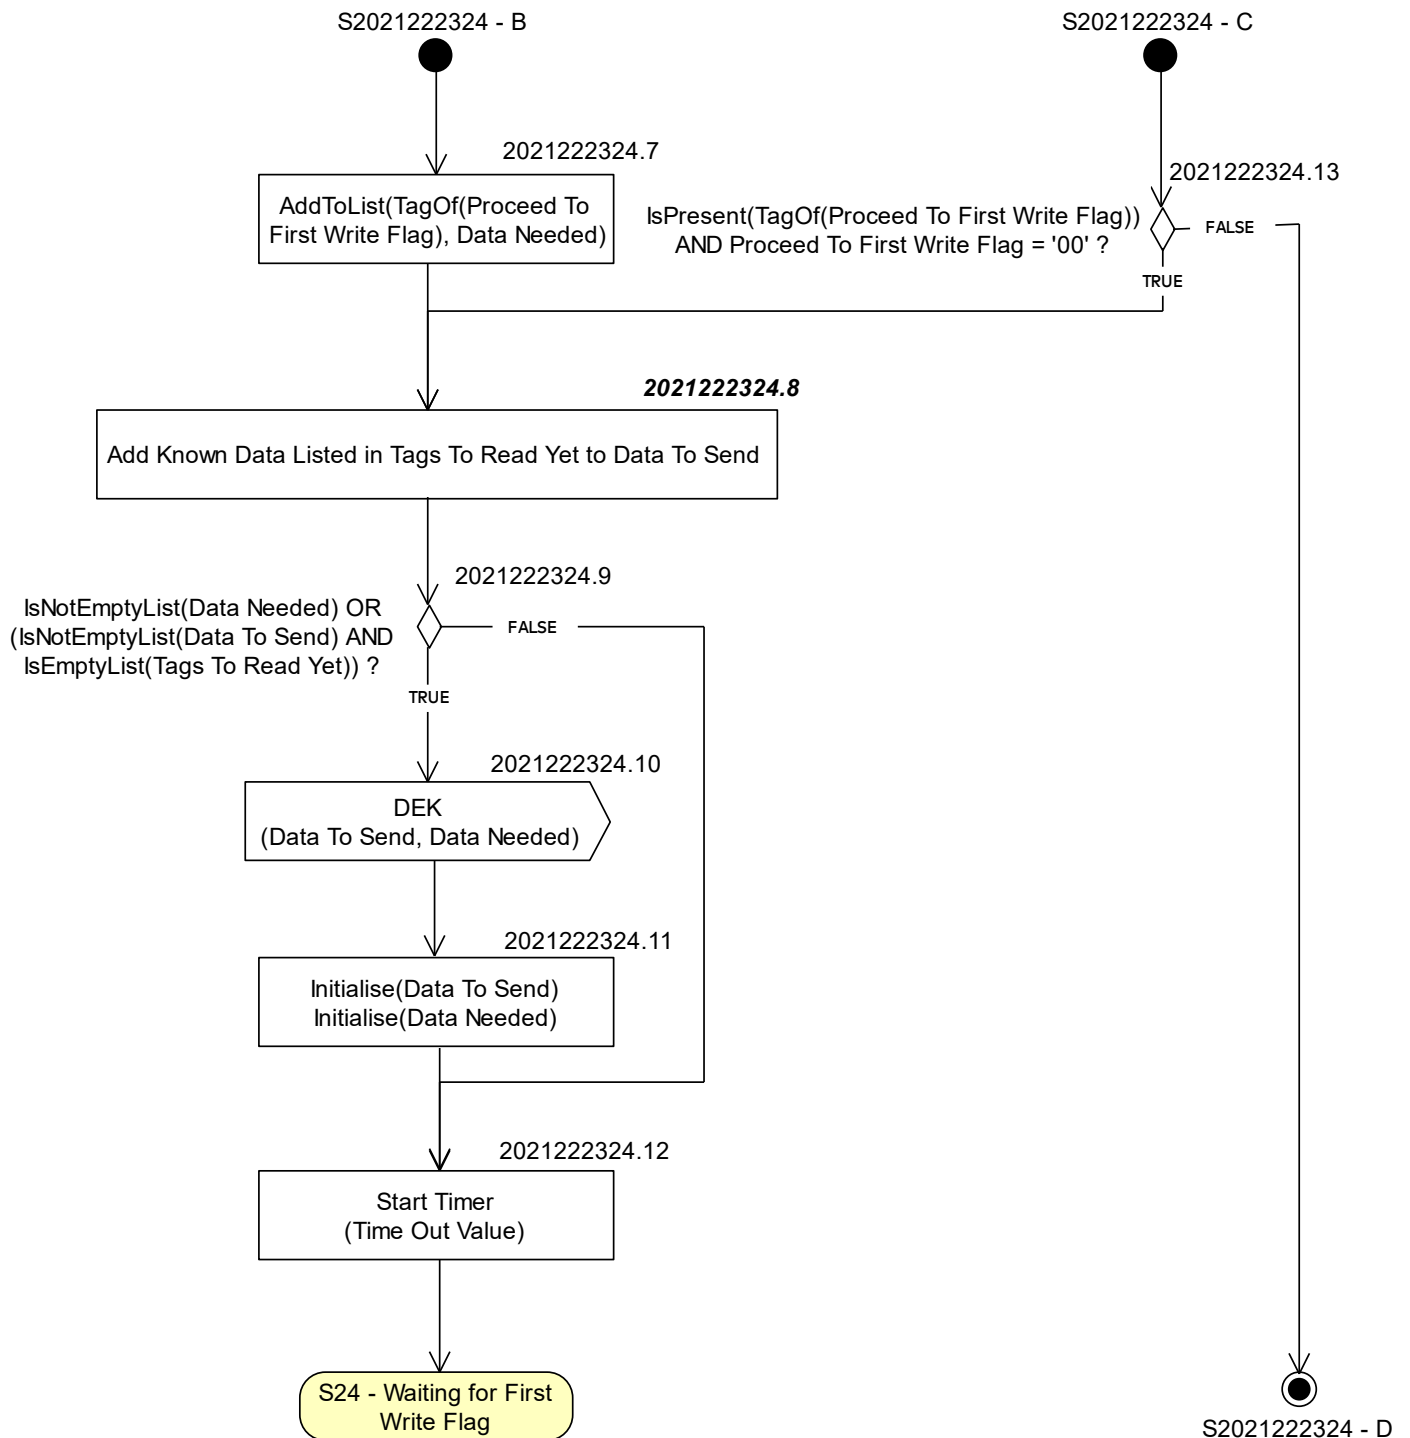 S2021222324 - B
S2021222324 - C
2021222324.7
2021222324.13
AddToList(TagOf(Proceed To
First Write Flag), Data Needed)
IsPresent(TagOf(Proceed To First Write Flag))
AND Proceed To First Write Flag = '00' ?
FALSE
TRUE
2021222324.8
Add Known Data Listed in Tags To Read Yet to Data To Send
2021222324.9
IsNotEmptyList(Data Needed) OR
(IsNotEmptyList(Data To Send) AND
IsEmptyList(Tags To Read Yet)) ?
FALSE
TRUE
2021222324.10
DEK
(Data To Send, Data Needed)
2021222324.11
Initialise(Data To Send)
Initialise(Data Needed)
2021222324.12
Start Timer
(Time Out Value)
S24 - Waiting for First
Write Flag
S2021222324 - D